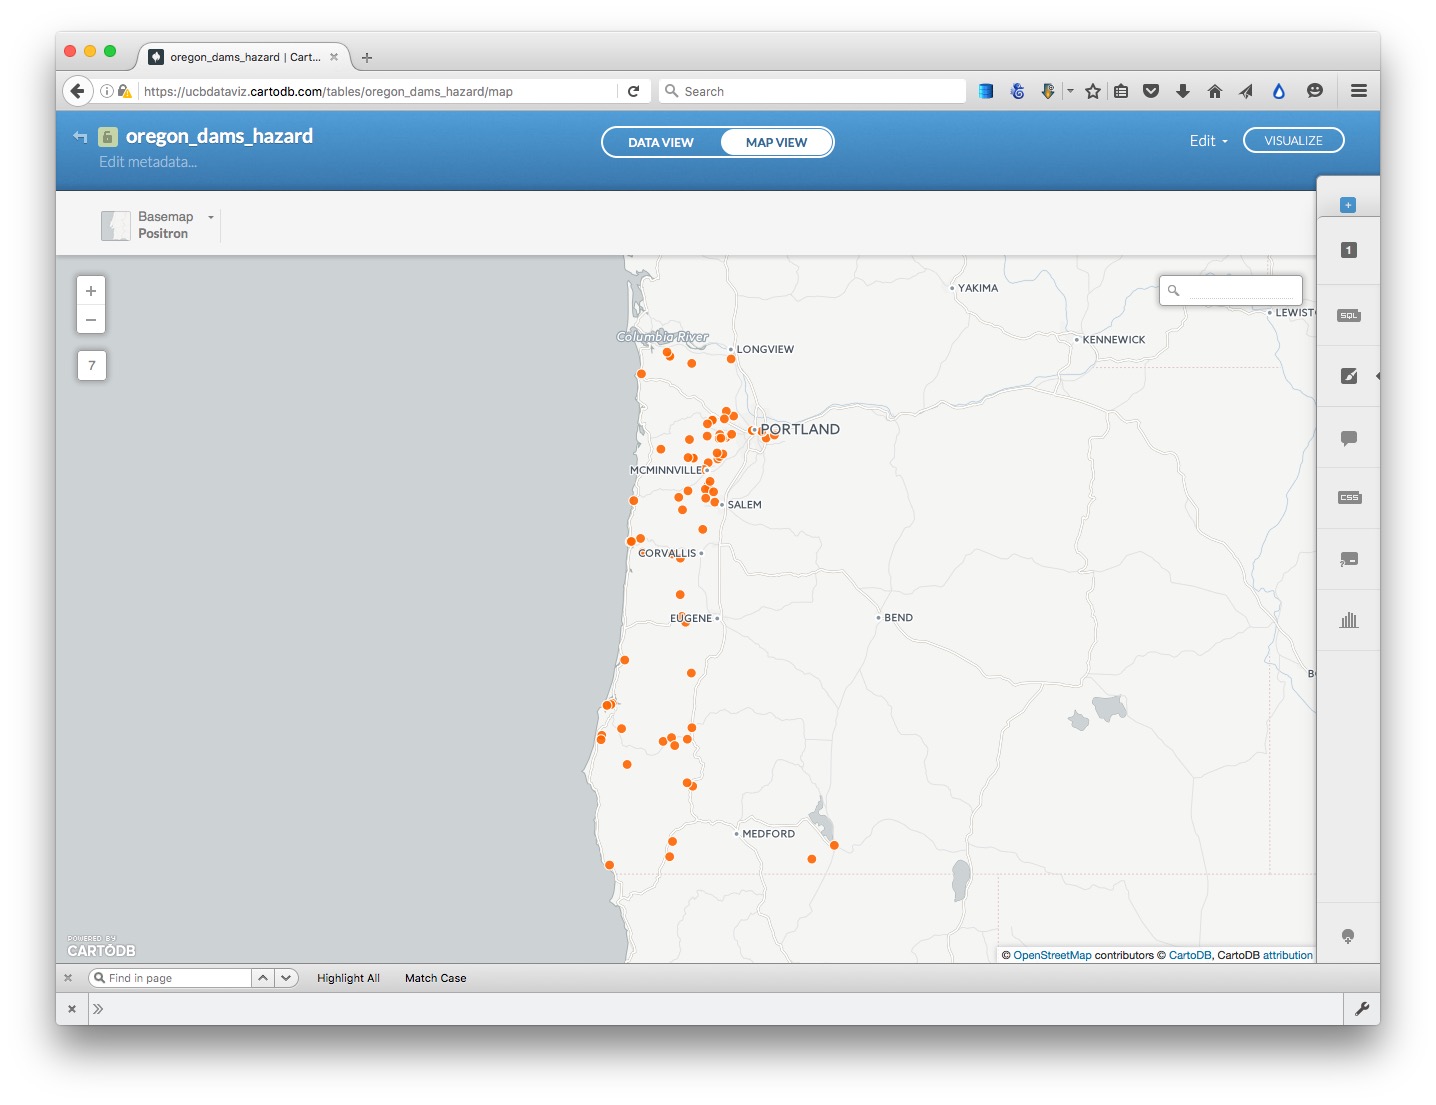 oregon_dams_hazard | Cart...
https://ucbdataviz.cartodb.com/tables/oregon_dams_hazard/map
Search
oregon_dams_hazard
Edit metadata...
DATA VIEW
MAP VIEW
Edit
VISUALIZE
Basemap
Positron
+
−
7
1
SQL
CSS
YAKIMA
LEWIST
Columbia River
LONGVIEW
KENNEWICK
PORTLAND
MCMINNVILLE
SALEM
CORVALLIS
EUGENE
BEND
B
MEDFORD
POWERED BY
CARTODB
© OpenStreetMap contributors © CartoDB, CartoDB attribution
Find in page
Highlight All
Match Case